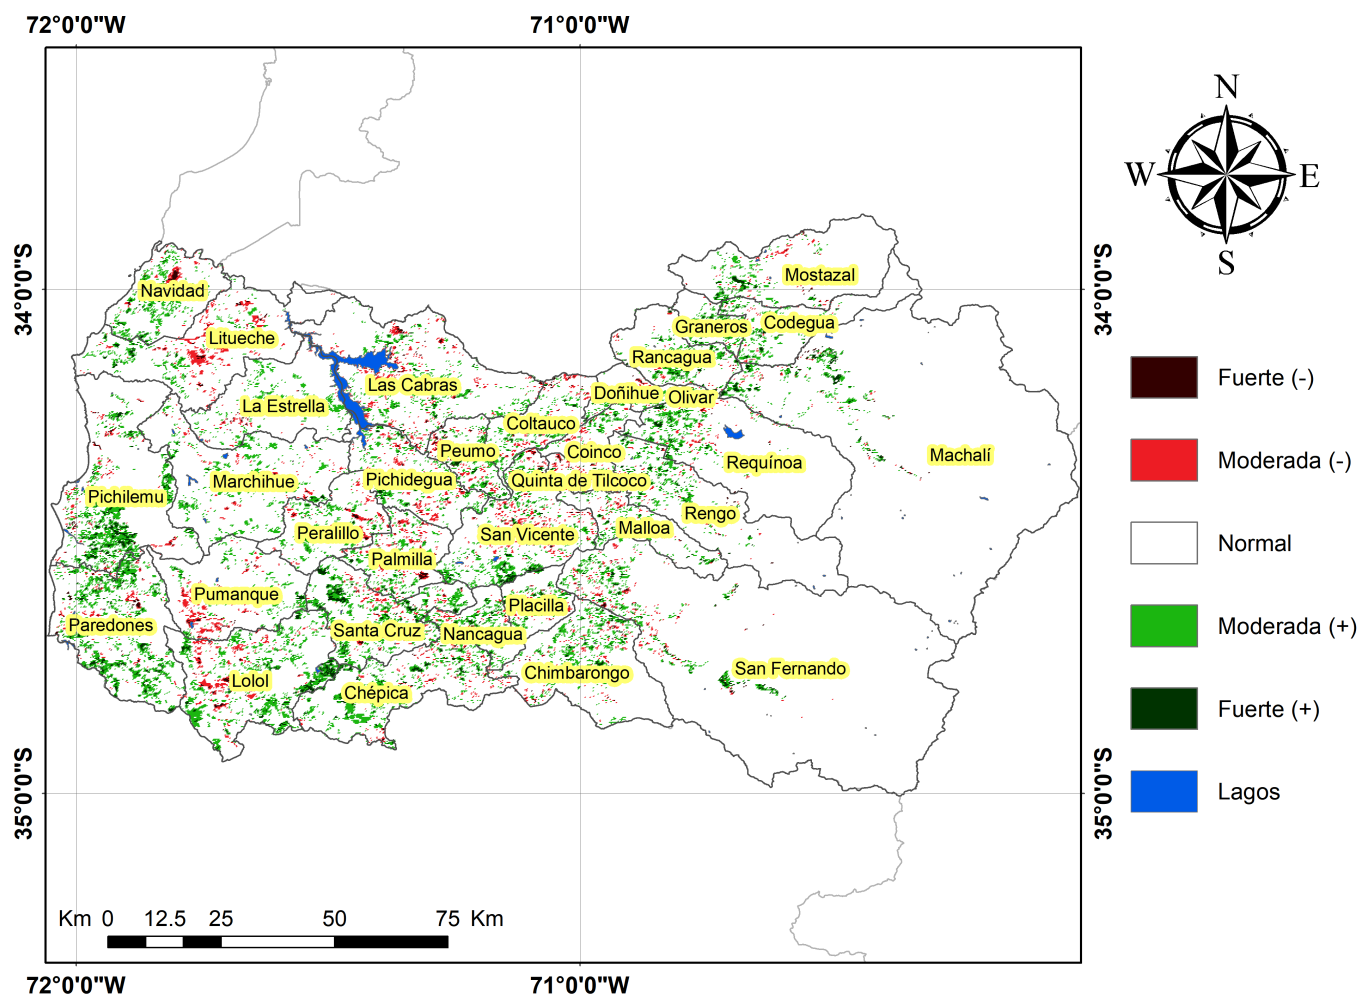 72°0'0"W
71°0'0"W
N
W
E
S
34°0'0"S
34°0'0"S
Mostazal
Navidad
Graneros
Codegua
Litueche
Rancagua
Las Cabras
Doñihue
Olivar
La Estrella
Coltauco
Peumo
Coinco
Machalí
Requínoa
Pichidegua
Quinta de Tilcoco
Marchihue
Pichilemu
Rengo
Malloa
Peralillo
San Vicente
Palmilla
Pumanque
Placilla
Paredones
Santa Cruz
Nancagua
San Fernando
Chimbarongo
Lolol
Chépica
Fuerte (-)
Moderada (-)
Normal
Moderada (+)
Fuerte (+)
Lagos
35°0'0"S
35°0'0"S
Km 0 12.5 25 50 75 Km
72°0'0"W
71°0'0"W